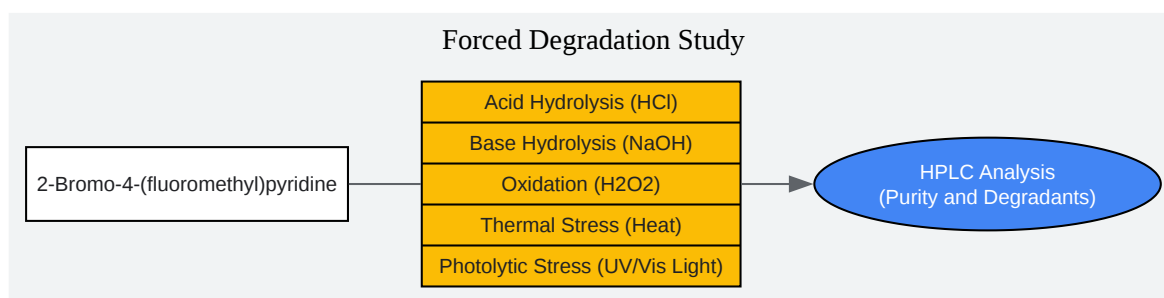 Forced Degradation Study
2-Bromo-4-(fluoromethyl)pyridine
Acid Hydrolysis (HCl)
Base Hydrolysis (NaOH)
Oxidation (H2O2)
Thermal Stress (Heat)
Photolytic Stress (UV/Vis Light)
HPLC Analysis
(Purity and Degradants)